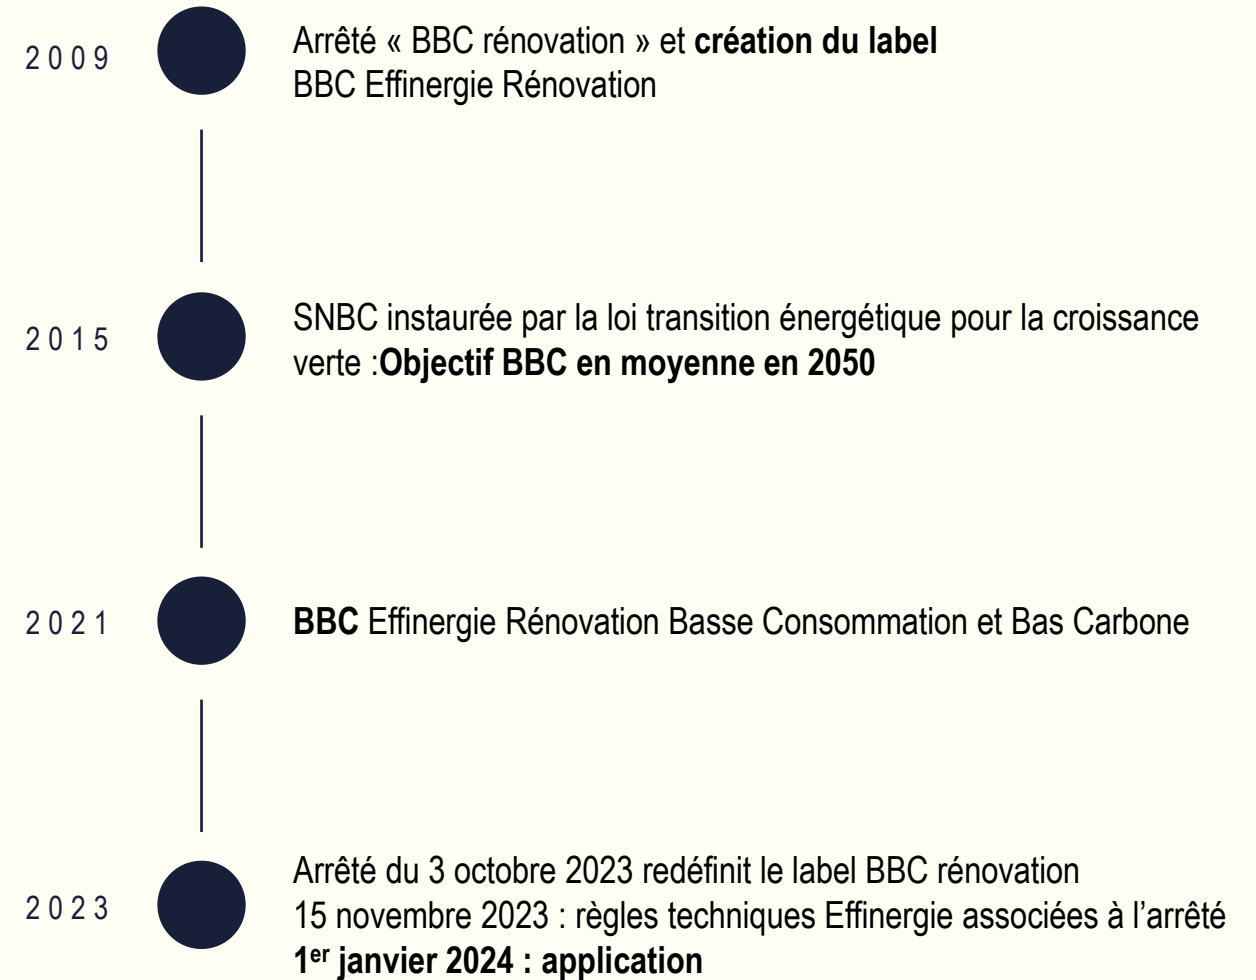 2009
Arrêté « BBC rénovation » et création du label
BBC Effinergie Rénovation
2015
SNBC instaurée par la loi transition énergétique pour la croissance
verte :Objectif BBC en moyenne en 2050
2021
BBC Effinergie Rénovation Basse Consommation et Bas Carbone
2023
Arrêté du 3 octobre 2023 redéfinit le label BBC rénovation
15 novembre 2023 : règles techniques Effinergie associées à l’arrêté
1er janvier 2024 : application